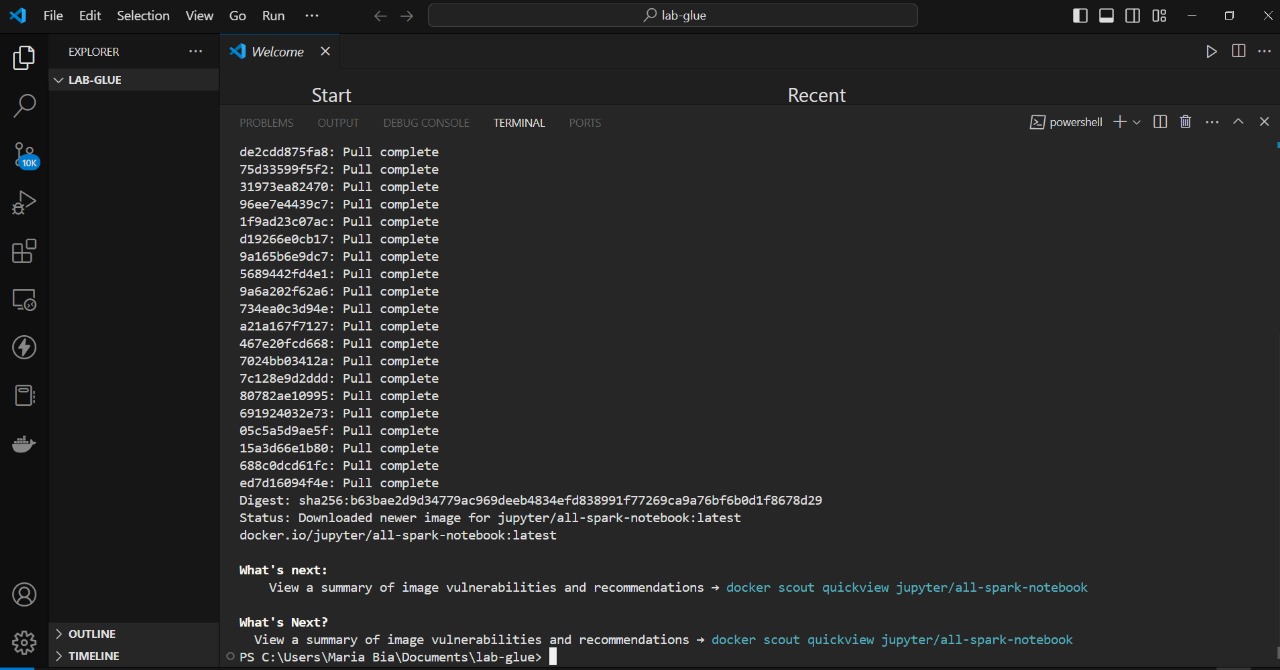 File Edit Selection View Go Run ··· lab-glue
EXPLORER ···
Welcome
LAB-GLUE
Start
Recent
PROBLEMS OUTPUT DEBUG CONSOLE TERMINAL PORTS
powershell
10K
de2cdd875fa8: Pull complete
75d33599f5f2: Pull complete
31973ea82470: Pull complete
96ee7e4439c7: Pull complete
1f9ad23c07ac: Pull complete
d19266e0cb17: Pull complete
9a165b6e9dc7: Pull complete
5689442fd4e1: Pull complete
9a6a202f62a6: Pull complete
734ea0c3d94e: Pull complete
a21a167f7127: Pull complete
467e20fcd668: Pull complete
7024bb03412a: Pull complete
7c128e9d2ddd: Pull complete
80782ae10995: Pull complete
691924032e73: Pull complete
05c5a5d9ae5f: Pull complete
15a3d66e1b80: Pull complete
688c0dcd61fc: Pull complete
ed7d16094f4e: Pull complete
Digest: sha256:b63bae2d9d34779ac969deeb4834efd838991f77269ca9a76bf6b0d1f8678d29
Status: Downloaded newer image for jupyter/all-spark-notebook:latest
docker.io/jupyter/all-spark-notebook:latest
What's next:
View a summary of image vulnerabilities and recommendations → docker scout quickview jupyter/all-spark-notebook
What's Next?
View a summary of image vulnerabilities and recommendations → docker scout quickview jupyter/all-spark-notebook
PS C:\Users\Maria Bia\Documents\lab-glue>
OUTLINE
TIMELINE